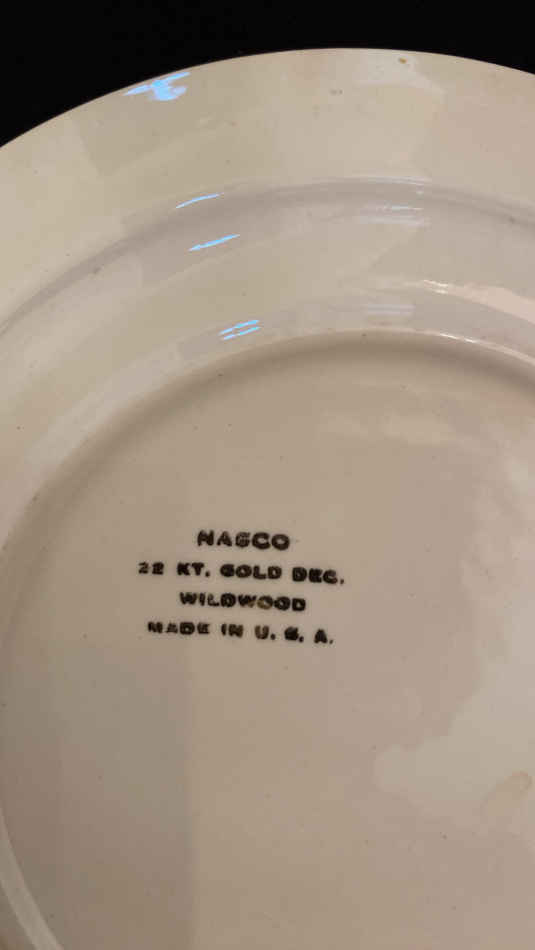 NASCO
22 KT. GOLD DEC.
WILDWOOD
MADE IN U. S. A.